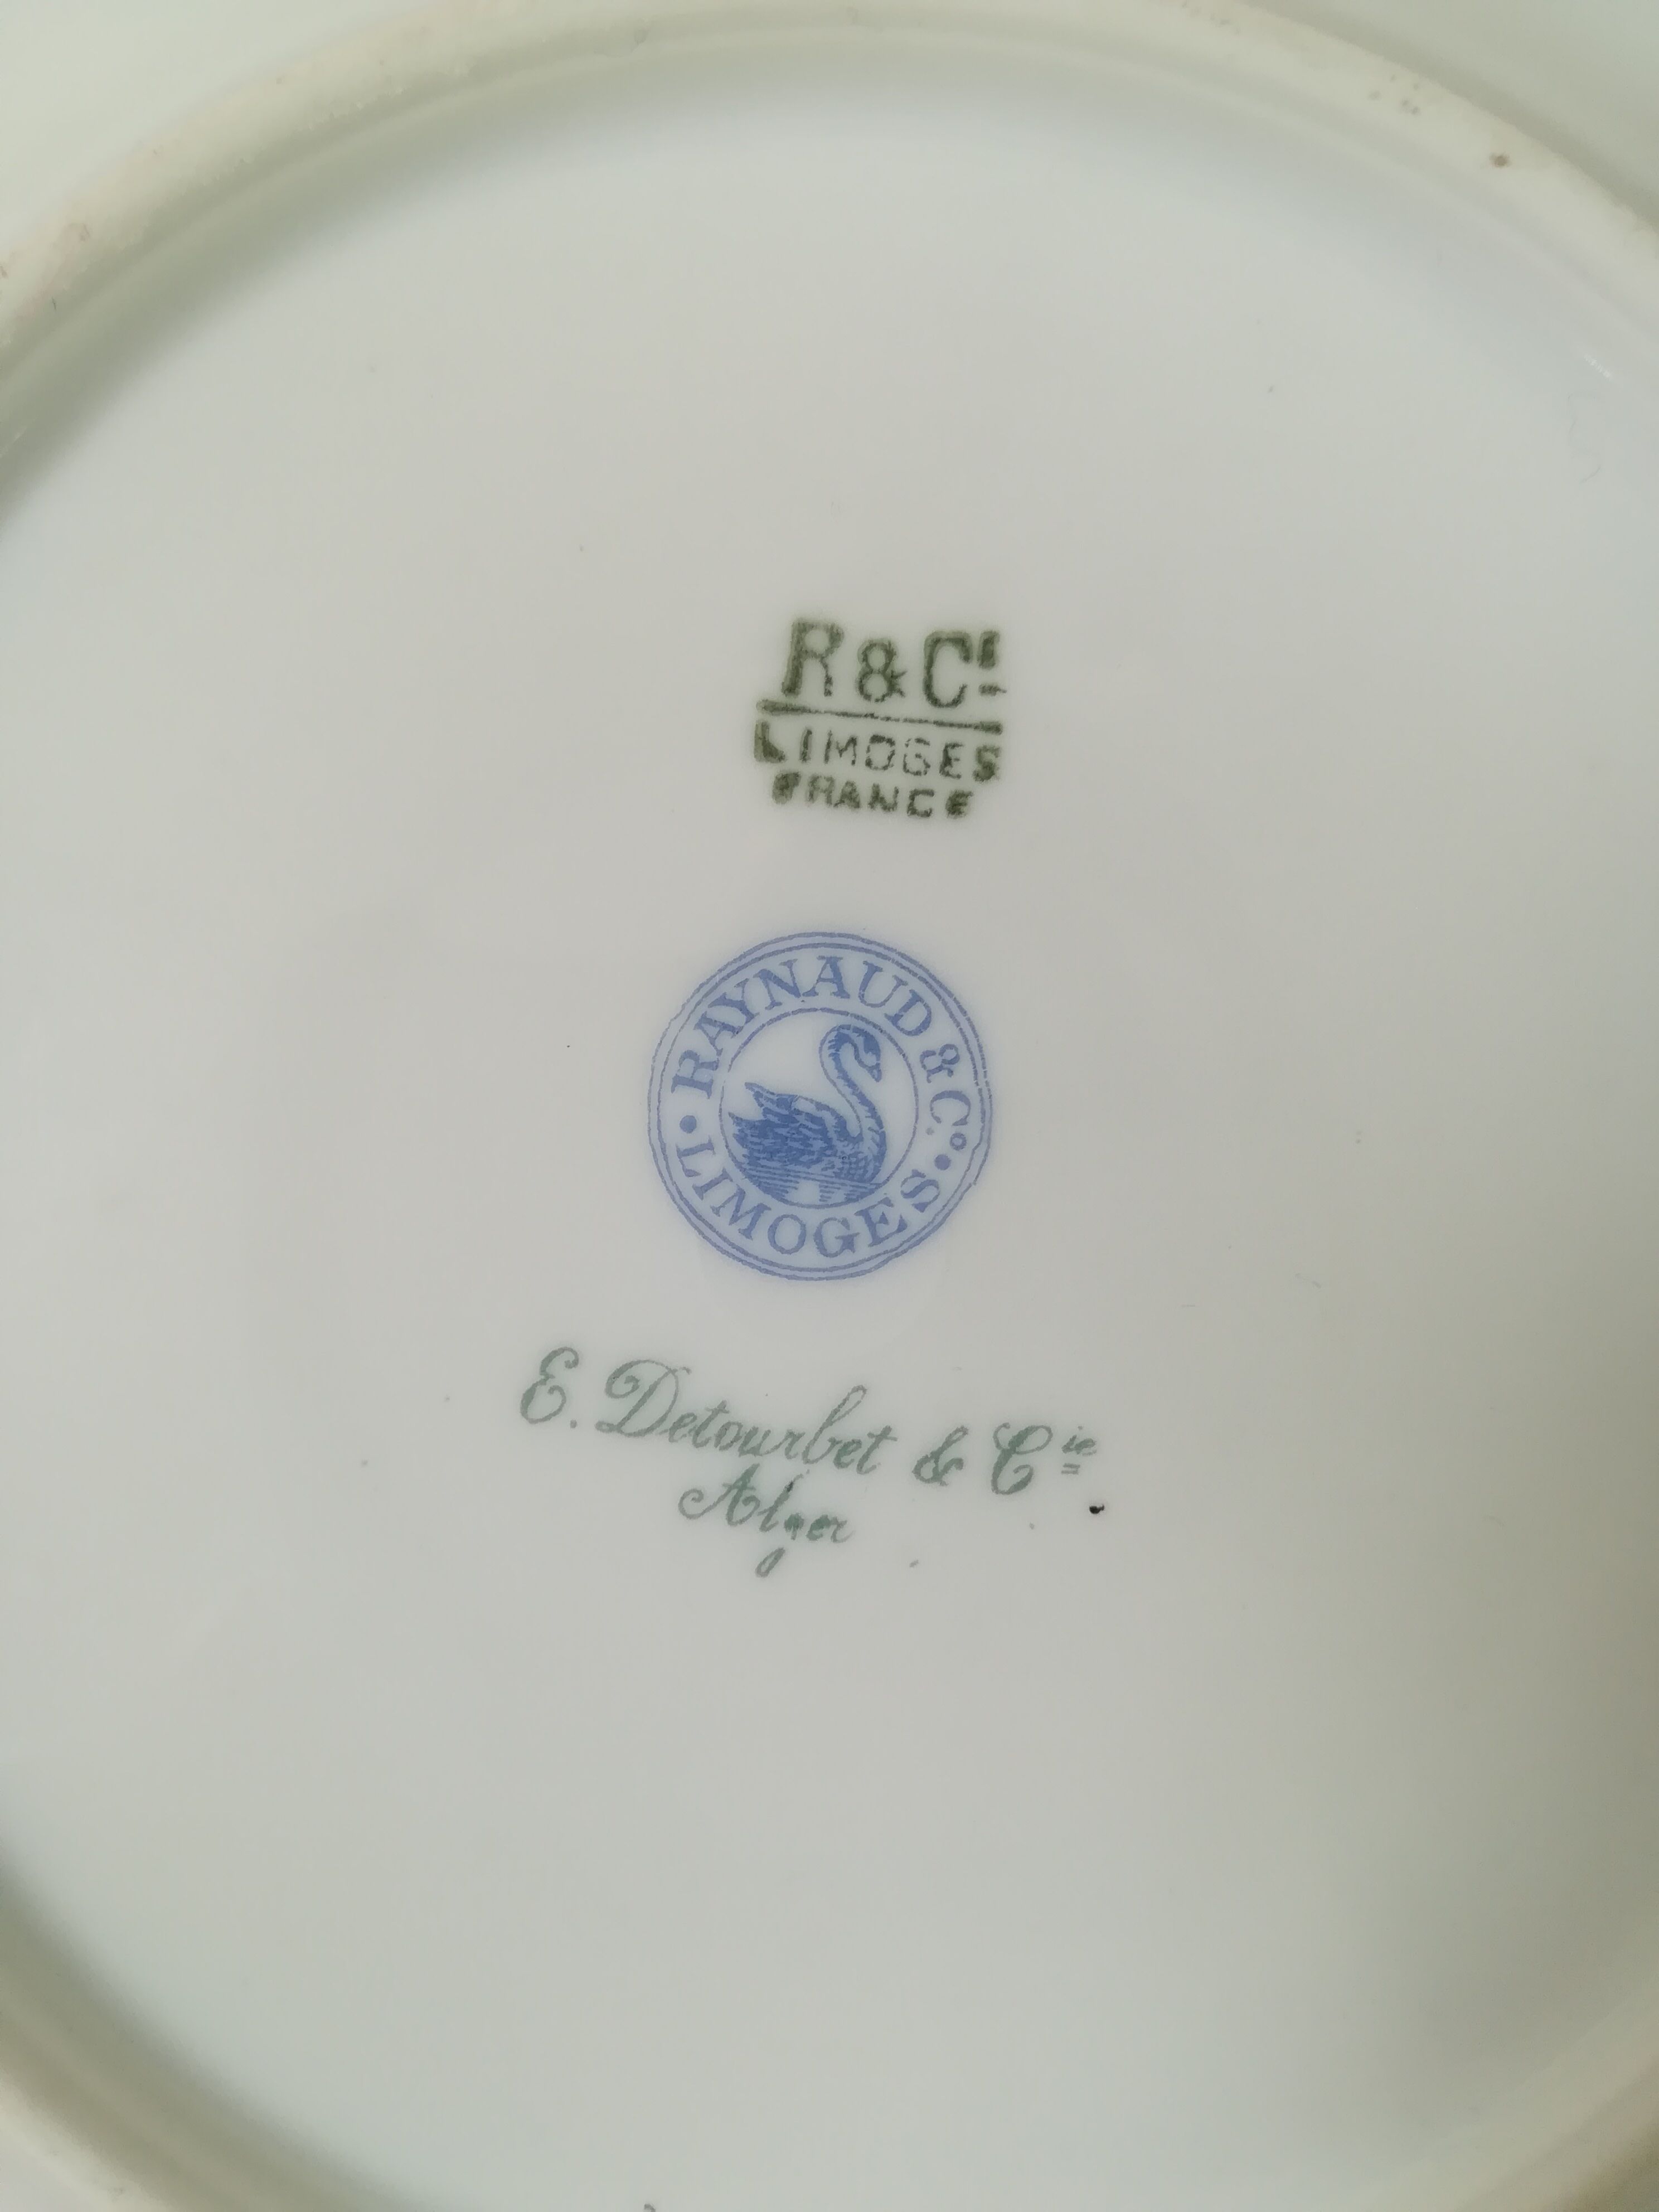 R & Cie
LIMOGES
FRANCE
RAYNAUD & Co.
LIMOGES
E. Detourbet & Cie
Alger